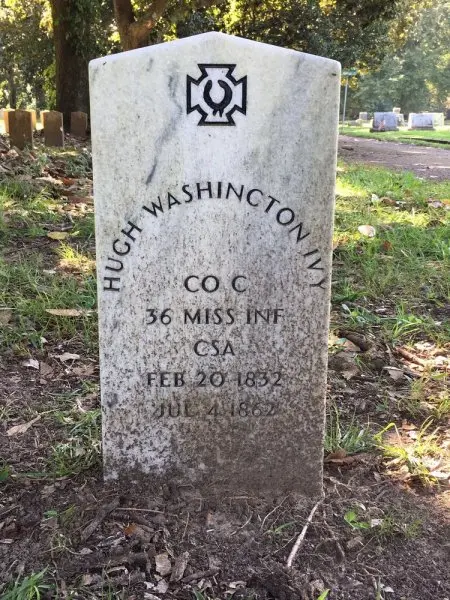 HUGH WASHINGTON IVY
CO C
36 MISS INF
CSA
FEB 20 1832
JUL 4 1862